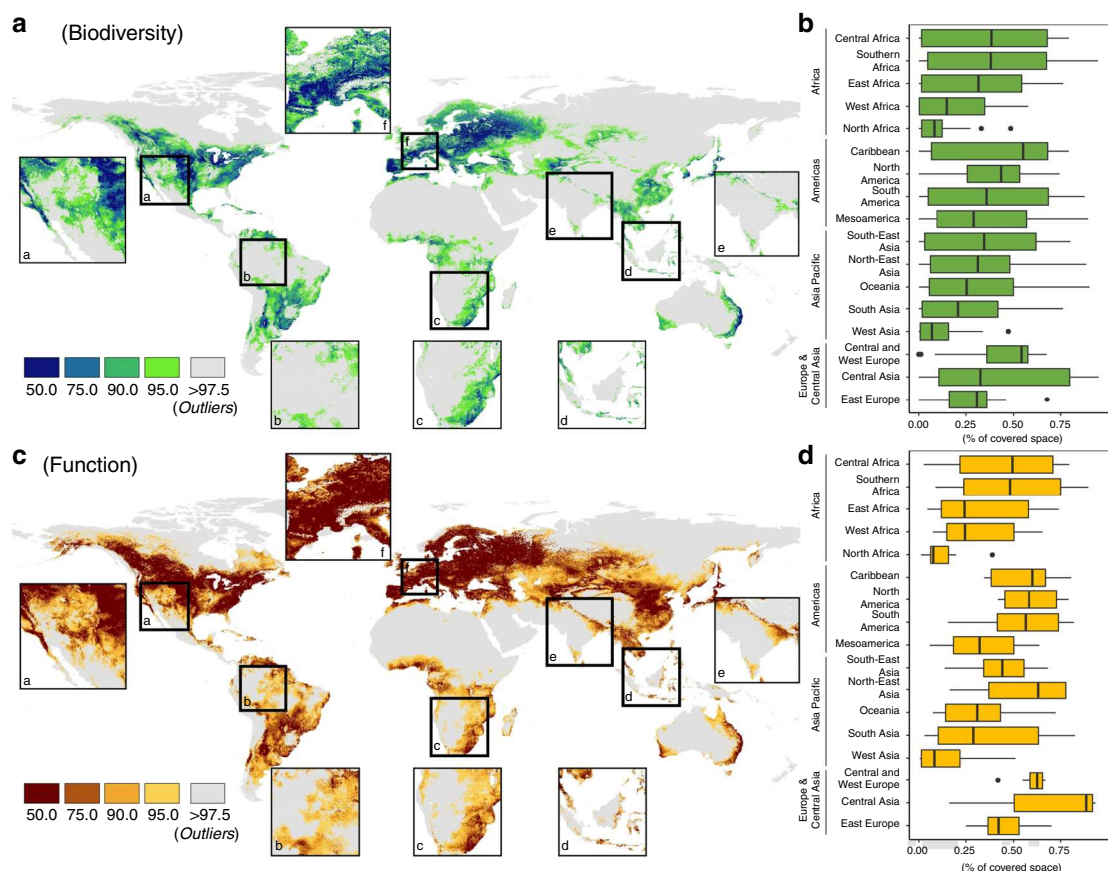 a (Biodiversity)
f
a
f
a
b
c
e
d
e
50.0 75.0 90.0 95.0 >97.5
(Outliers)
b
c
d
b
Africa
Central Africa
Southern
Africa
East Africa
West Africa
North Africa
Americas
Caribbean
North
America
South
America
Mesoamerica
Asia Pacific
South-East
Asia
North-East
Asia
Oceania
South Asia
West Asia
Europe &
Central Asia
Central and
West Europe
Central Asia
East Europe
0.00 0.25 0.50 0.75
(% of covered space)
c (Function)
f
a
f
a
b
c
e
d
e
50.0 75.0 90.0 95.0 >97.5
(Outliers)
b
c
d
d
Africa
Central Africa
Southern
Africa
East Africa
West Africa
North Africa
Americas
Caribbean
North
America
South
America
Mesoamerica
Asia Pacific
South-East
Asia
North-East
Asia
Oceania
South Asia
West Asia
Europe &
Central Asia
Central and
West Europe
Central Asia
East Europe
0.00 0.25 0.50 0.75
(% of covered space)